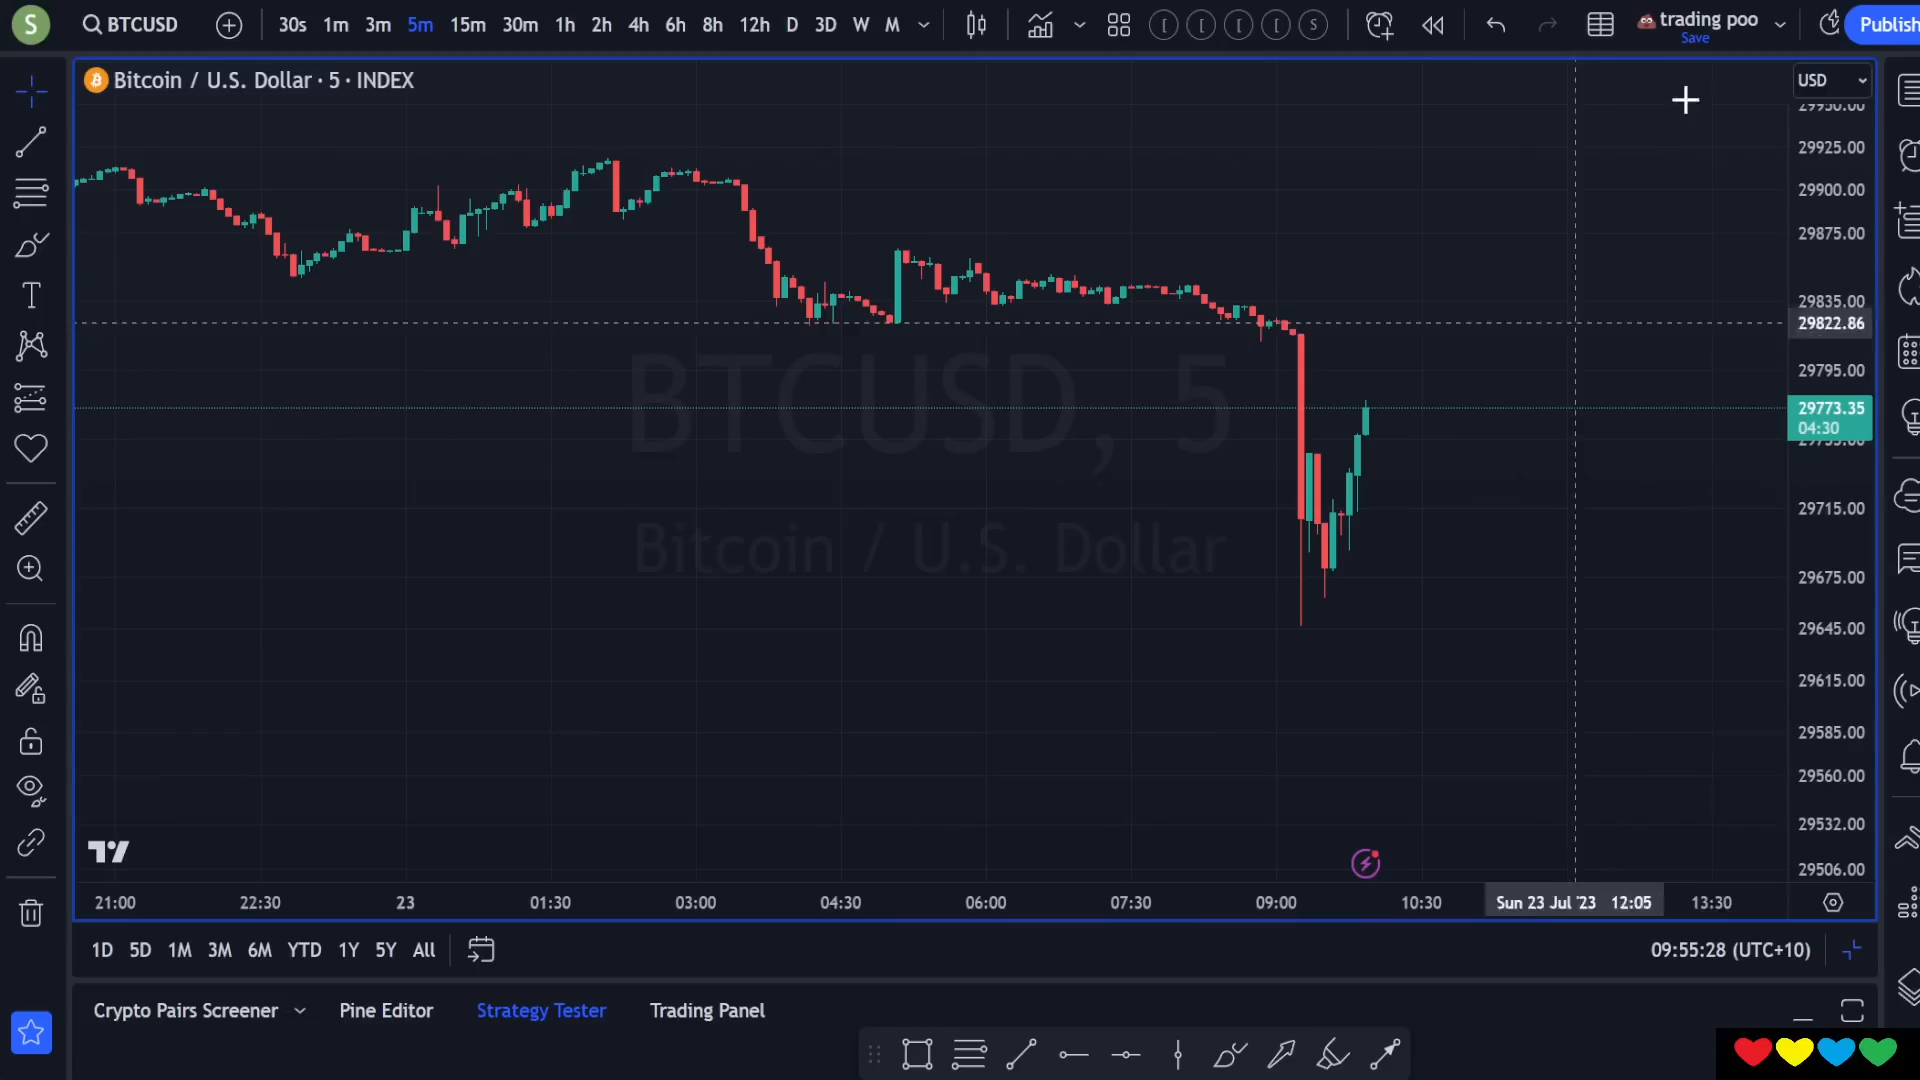 S
BTCUSD
30s 1m 3m 5m 15m 30m 1h 2h 4h 6h 8h 12h D 3D W M
[ [ [ [ S
trading poo
Save
Publish
Bitcoin / U.S. Dollar · 5 · INDEX
USD
29950.00
29925.00
29900.00
29875.00
29835.00
29822.86
29795.00
29773.35
04:30
29755.00
29715.00
29675.00
29645.00
29615.00
29585.00
29560.00
29532.00
29506.00
BTCUSD, 5
Bitcoin / U.S. Dollar
21:00 22:30 23 01:30 03:00 04:30 06:00 07:30 09:00 10:30 Sun 23 Jul '23 12:05 13:30
1D 5D 1M 3M 6M YTD 1Y 5Y All
09:55:28 (UTC+10)
Crypto Pairs Screener Pine Editor Strategy Tester Trading Panel